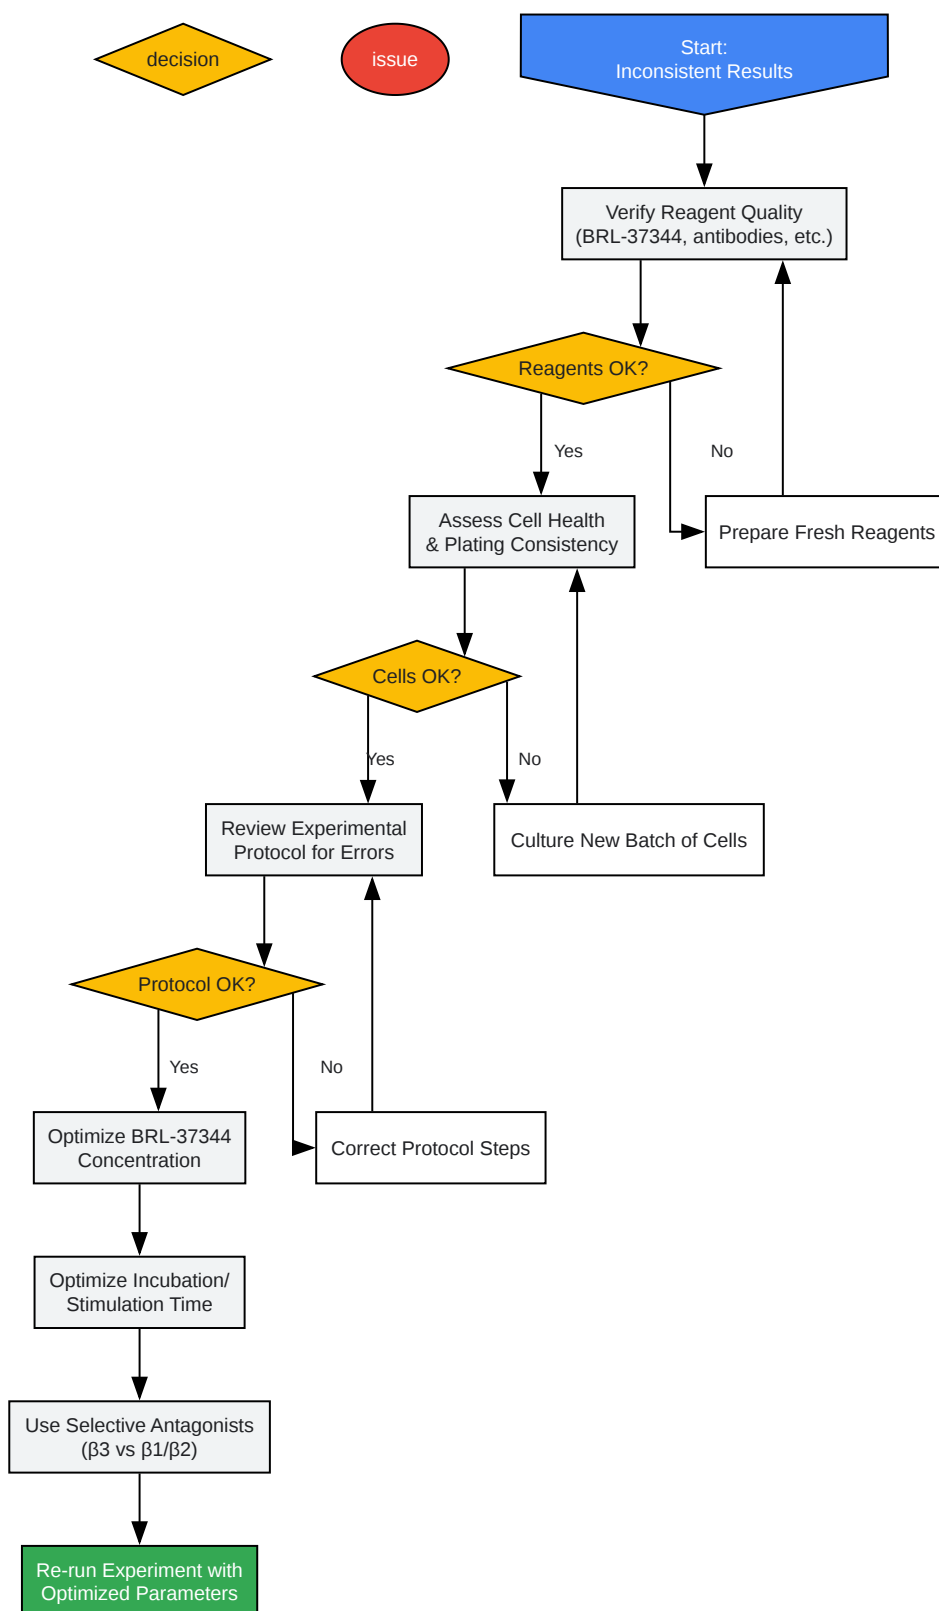 decision
issue
Start:
Inconsistent Results
Verify Reagent Quality
(BRL-37344, antibodies, etc.)
Reagents OK?
Yes
No
Assess Cell Health
& Plating Consistency
Prepare Fresh Reagents
Cells OK?
Yes
No
Review Experimental
Protocol for Errors
Culture New Batch of Cells
Protocol OK?
Yes
No
Optimize BRL-37344
Concentration
Correct Protocol Steps
Optimize Incubation/
Stimulation Time
Use Selective Antagonists
(β3 vs β1/β2)
Re-run Experiment with
Optimized Parameters